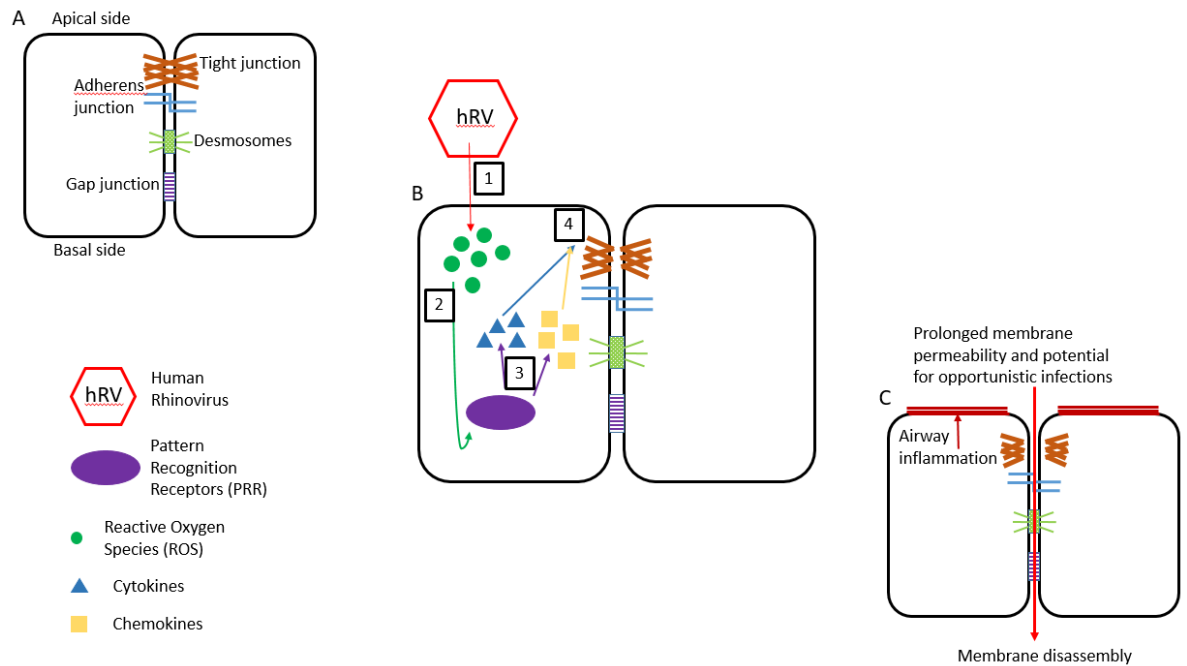 A
Apical side
Tight junction
Adherens
junction
Desmosomes
Gap junction
Basal side
hRV
1
B
4
2
3
hRV
Human
Rhinovirus
Pattern
Recognition
Receptors (PRR)
Reactive Oxygen
Species (ROS)
Cytokines
Chemokines
Prolonged membrane
permeability and potential
for opportunistic infections
C
Airway
inflammation
Membrane disassembly